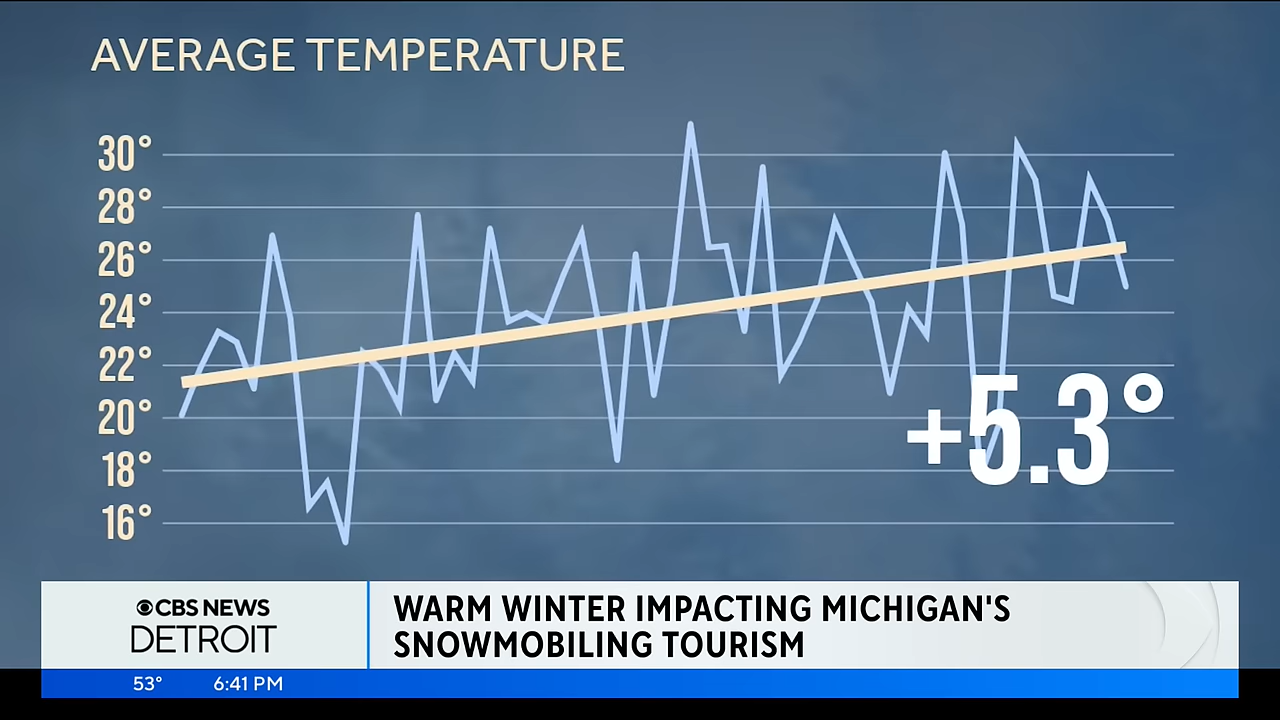 AVERAGE TEMPERATURE
30°
28°
26°
24°
22°
20°
18°
16°
+5.3°
CBS NEWS
DETROIT
WARM WINTER IMPACTING MICHIGAN'S
SNOWMOBILING TOURISM
53° 6:41 PM